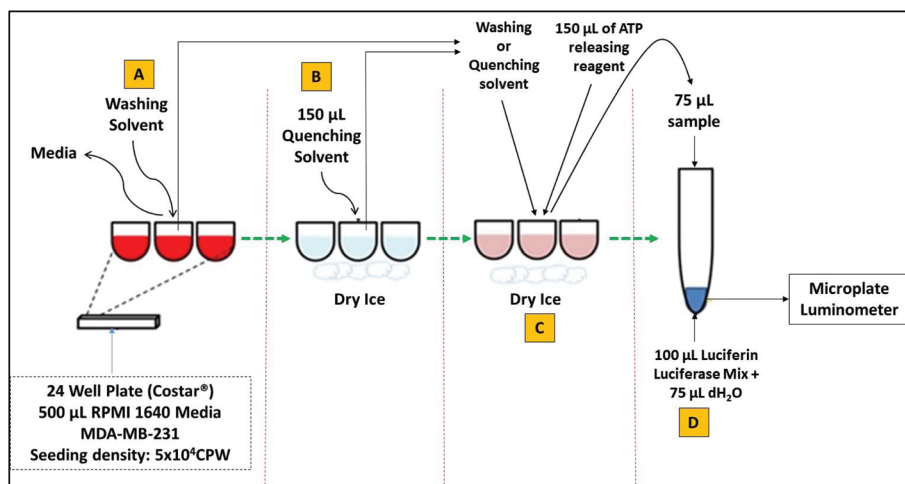 A
Washing
Solvent
Media
B
150 µL
Quenching
Solvent
Washing
or
Quenching
solvent
150 µL of ATP
releasing
reagent
75 µL
sample
Dry Ice
Dry Ice
C
Microplate
Luminometer
100 µL Luciferin
Luciferase Mix +
75 µL dH₂O
D
24 Well Plate (Costar®)
500 µL RPMI 1640 Media
MDA-MB-231
Seeding density: 5x10⁴CPW